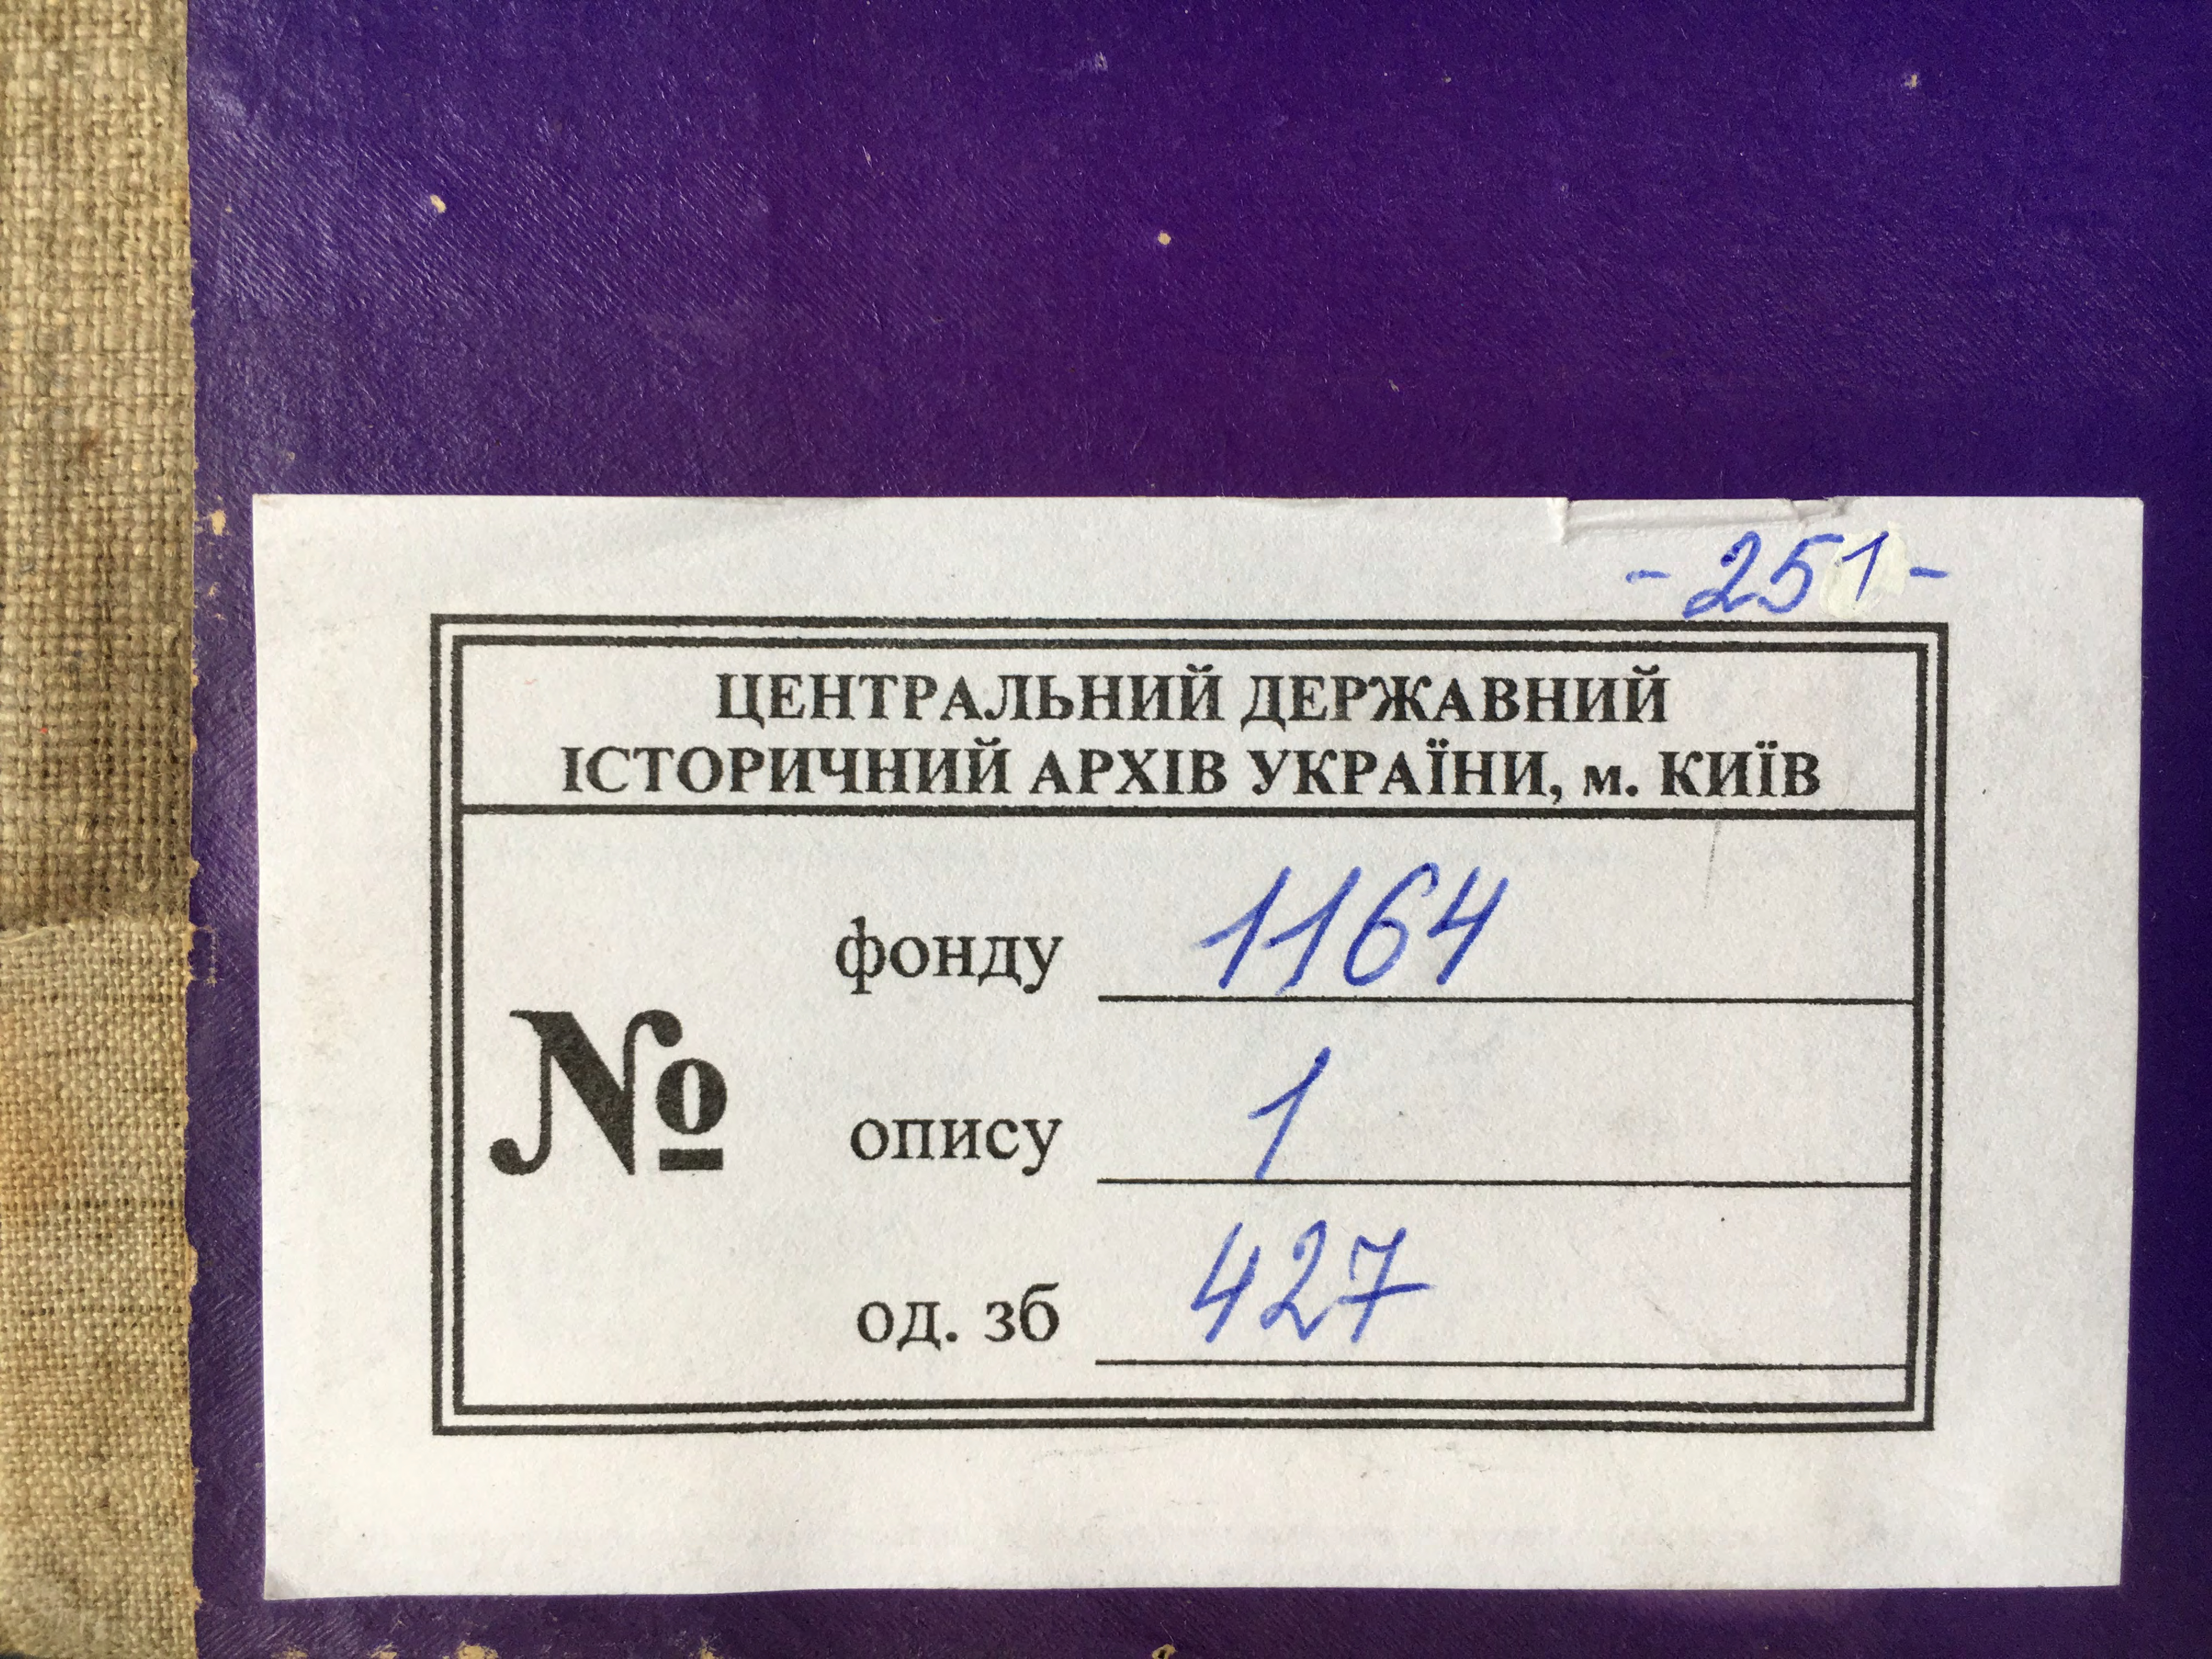 - 251 -
ЦЕНТРАЛЬНИЙ ДЕРЖАВНИЙ
ІСТОРИЧНИЙ АРХІВ УКРАЇНИ, м. КИЇВ
фонду 1164
№ опису 1
од. зб 427